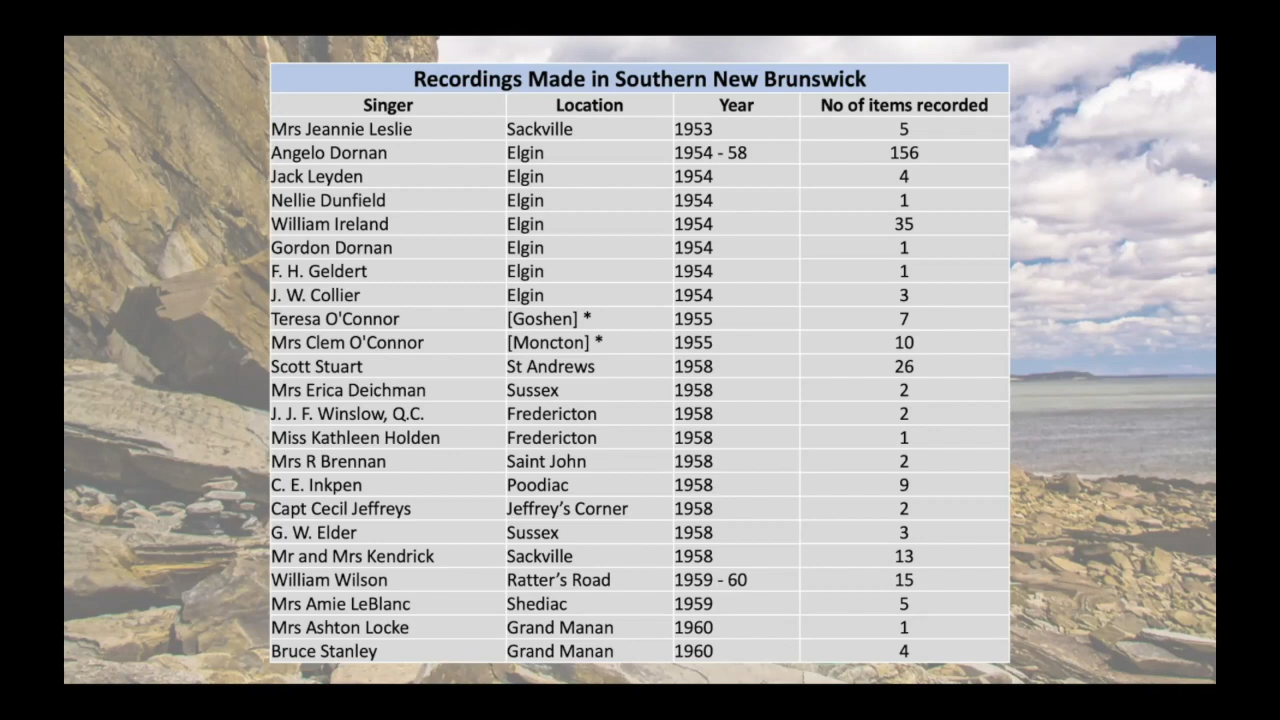 Recordings Made in Southern New Brunswick
Singer Location Year No of items recorded
Mrs Jeannie Leslie Sackville 1953 5
Angelo Dornan Elgin 1954 - 58 156
Jack Leyden Elgin 1954 4
Nellie Dunfield Elgin 1954 1
William Ireland Elgin 1954 35
Gordon Dornan Elgin 1954 1
F. H. Geldert Elgin 1954 1
J. W. Collier Elgin 1954 3
Teresa O'Connor [Goshen] * 1955 7
Mrs Clem O'Connor [Moncton] * 1955 10
Scott Stuart St Andrews 1958 26
Mrs Erica Deichman Sussex 1958 2
J. J. F. Winslow, Q.C. Fredericton 1958 2
Miss Kathleen Holden Fredericton 1958 1
Mrs R Brennan Saint John 1958 2
C. E. Inkpen Poodiac 1958 9
Capt Cecil Jeffreys Jeffrey’s Corner 1958 2
G. W. Elder Sussex 1958 3
Mr and Mrs Kendrick Sackville 1958 13
William Wilson Ratter’s Road 1959 - 60 15
Mrs Amie LeBlanc Shediac 1959 5
Mrs Ashton Locke Grand Manan 1960 1
Bruce Stanley Grand Manan 1960 4